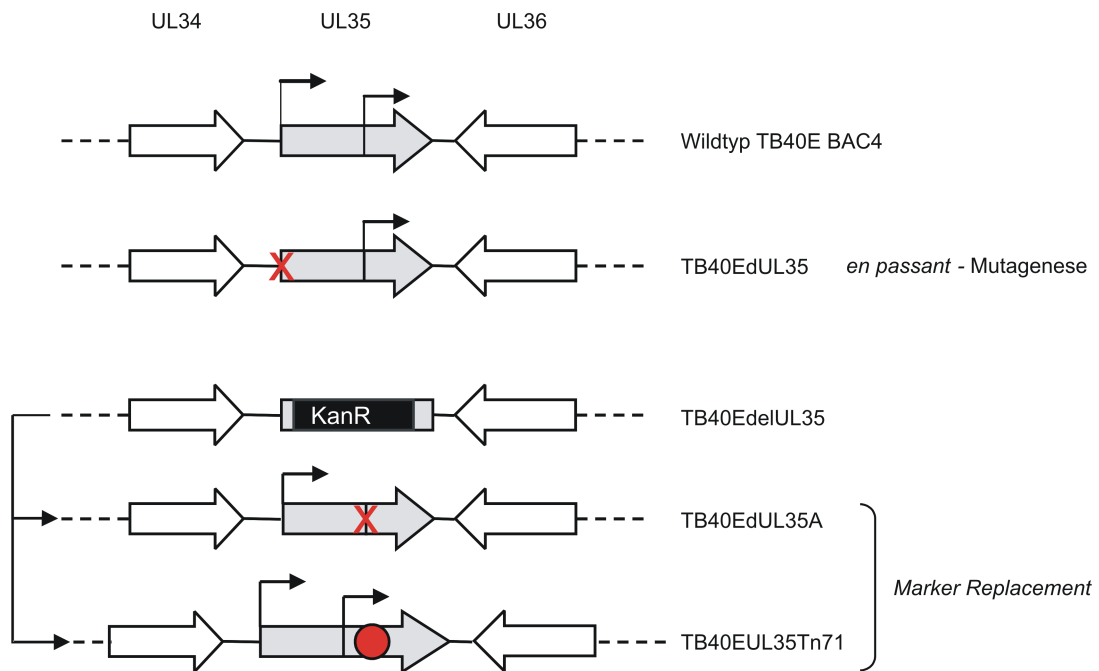 UL34 UL35 UL36
Wildtyp TB40E BAC4
TB40EdUL35 en passant - Mutagenese
KanR TB40EdelUL35
TB40EdUL35A
Marker Replacement
TB40EUL35Tn71